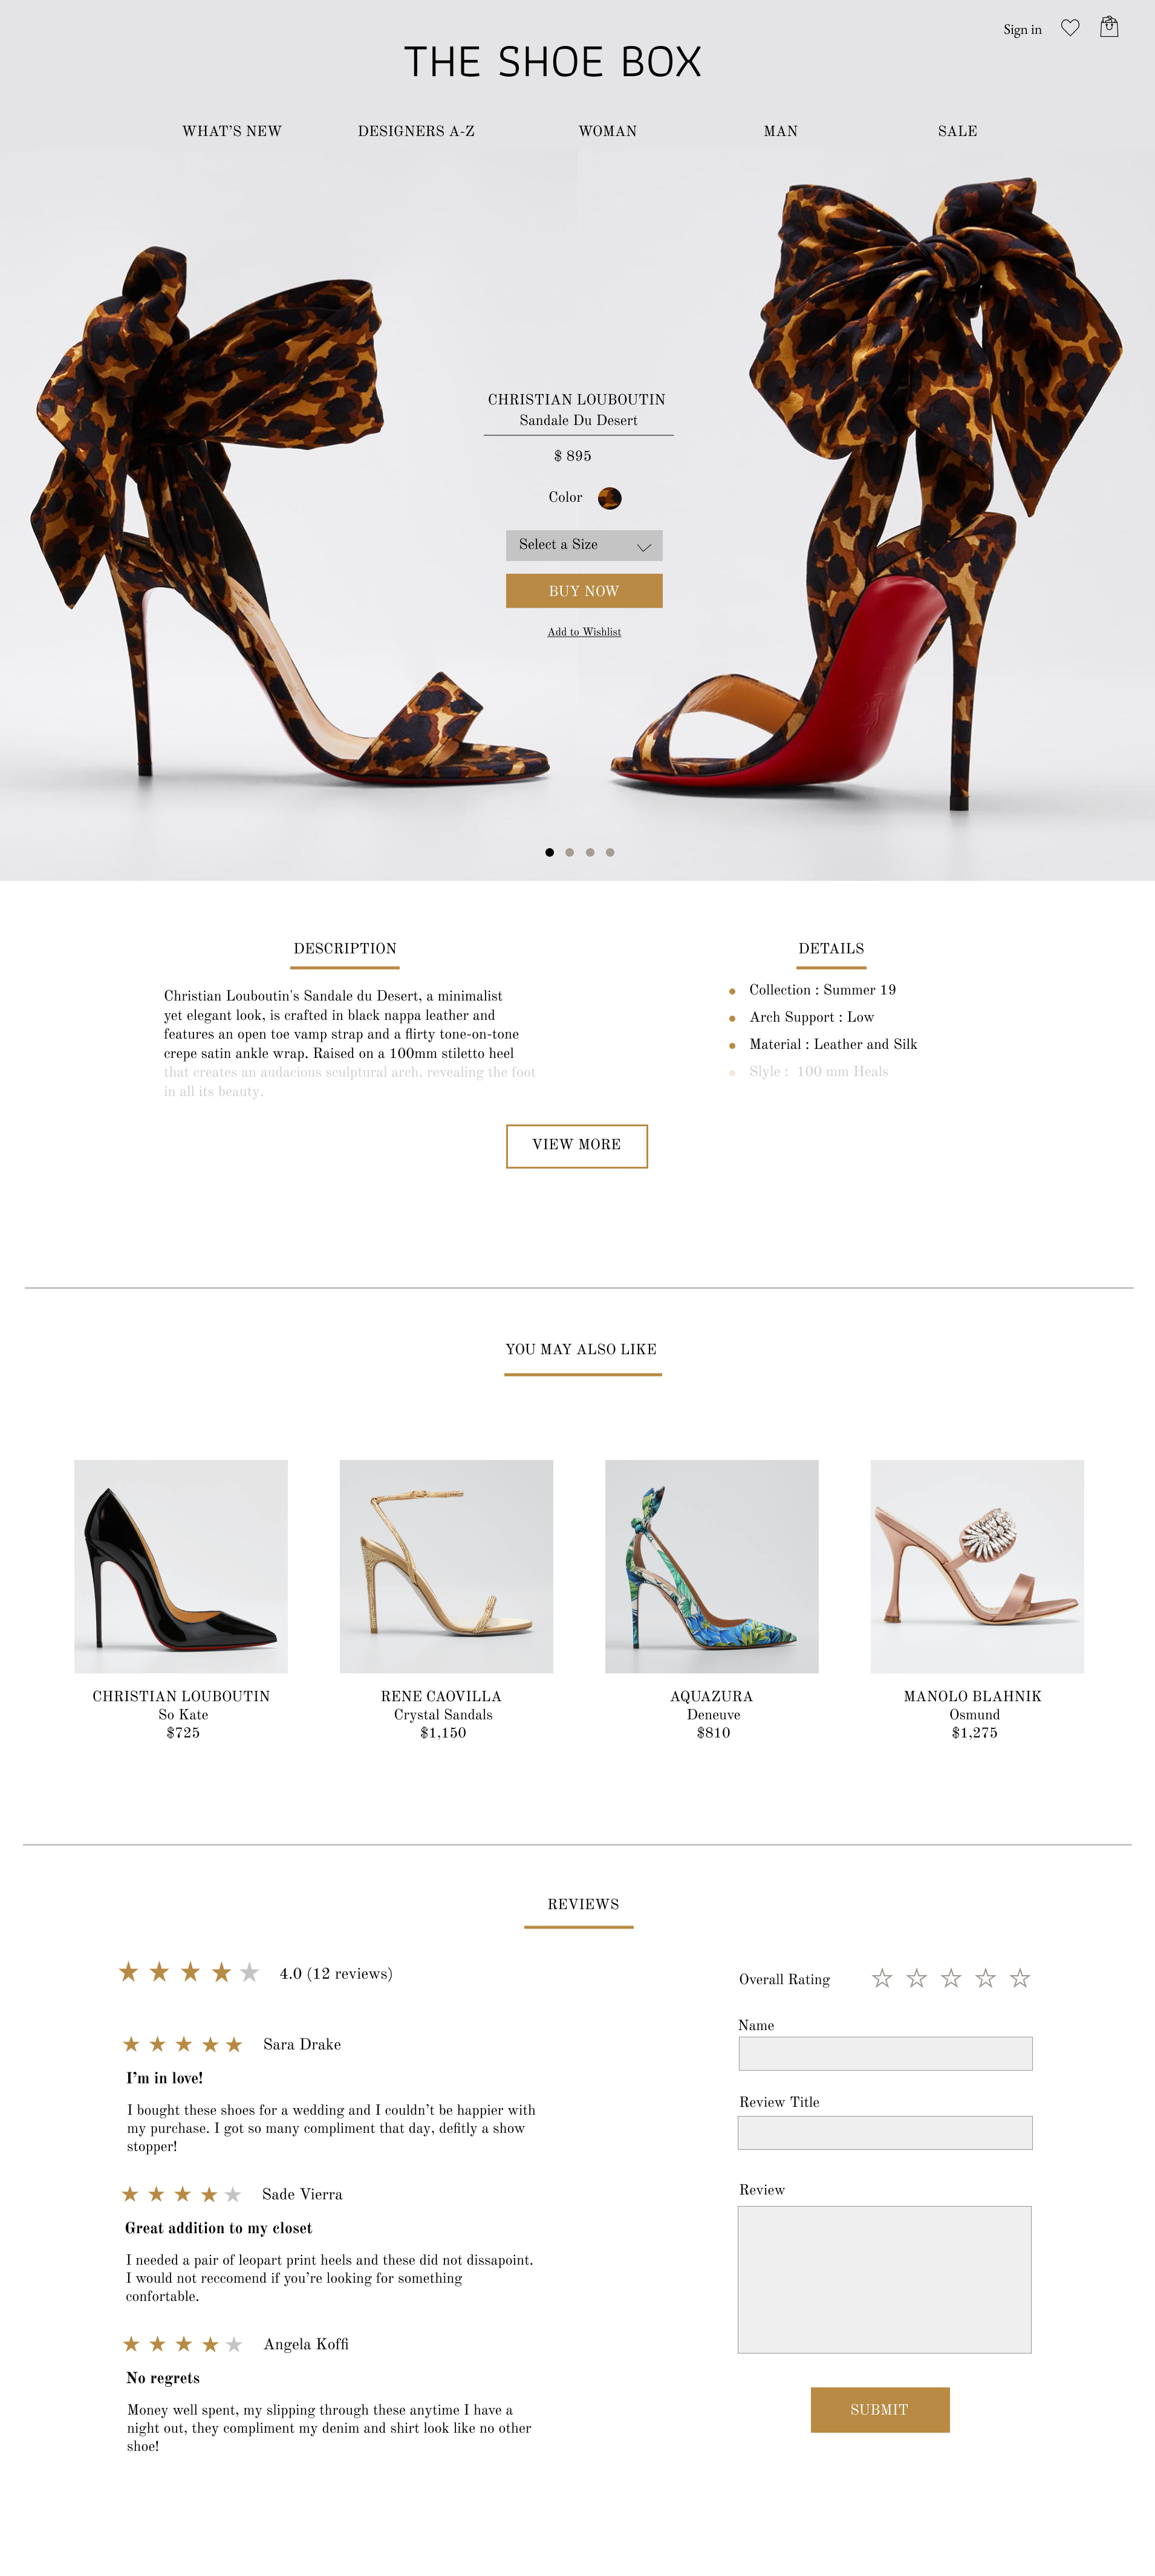 Sign in
THE SHOE BOX
WHAT'S NEW
DESIGNERS A-Z
WOMAN
MAN
SALE
CHRISTIAN LOUBOUTIN
Sandale Du Desert
$ 895
Color
Select a Size
BUY NOW
Add to Wishlist
DESCRIPTION
Christian Louboutin's Sandale du Desert, a minimalist
yet elegant look, is crafted in black nappa leather and
features an open toe vamp strap and a flirty tone-on-tone
crepe satin ankle wrap. Raised on a 100mm stiletto heel
that creates an audacious sculptural arch, revealing the foot
in all its beauty.
DETAILS
Collection : Summer 19
Arch Support : Low
Material : Leather and Silk
Slyle : 100 mm Heals
VIEW MORE
YOU MAY ALSO LIKE
CHRISTIAN LOUBOUTIN
So Kate
$725
RENE CAOVILLA
Crystal Sandals
$1,150
AQUAZURA
Deneuve
$810
MANOLO BLAHNIK
Osmund
$1,275
REVIEWS
4.0 (12 reviews)
Sara Drake
I'm in love!
I bought these shoes for a wedding and I couldn't be happier with
my purchase. I got so many compliment that day, defitly a show
stopper!
Sade Vierra
Great addition to my closet
I needed a pair of leopart print heels and these did not dissapoint.
I would not reccomend if you're looking for something
confortable.
Angela Koffi
No regrets
Money well spent, my slipping through these anytime I have a
night out, they compliment my denim and shirt look like no other
shoe!
Overall Rating
Name
Review Title
Review
SUBMIT